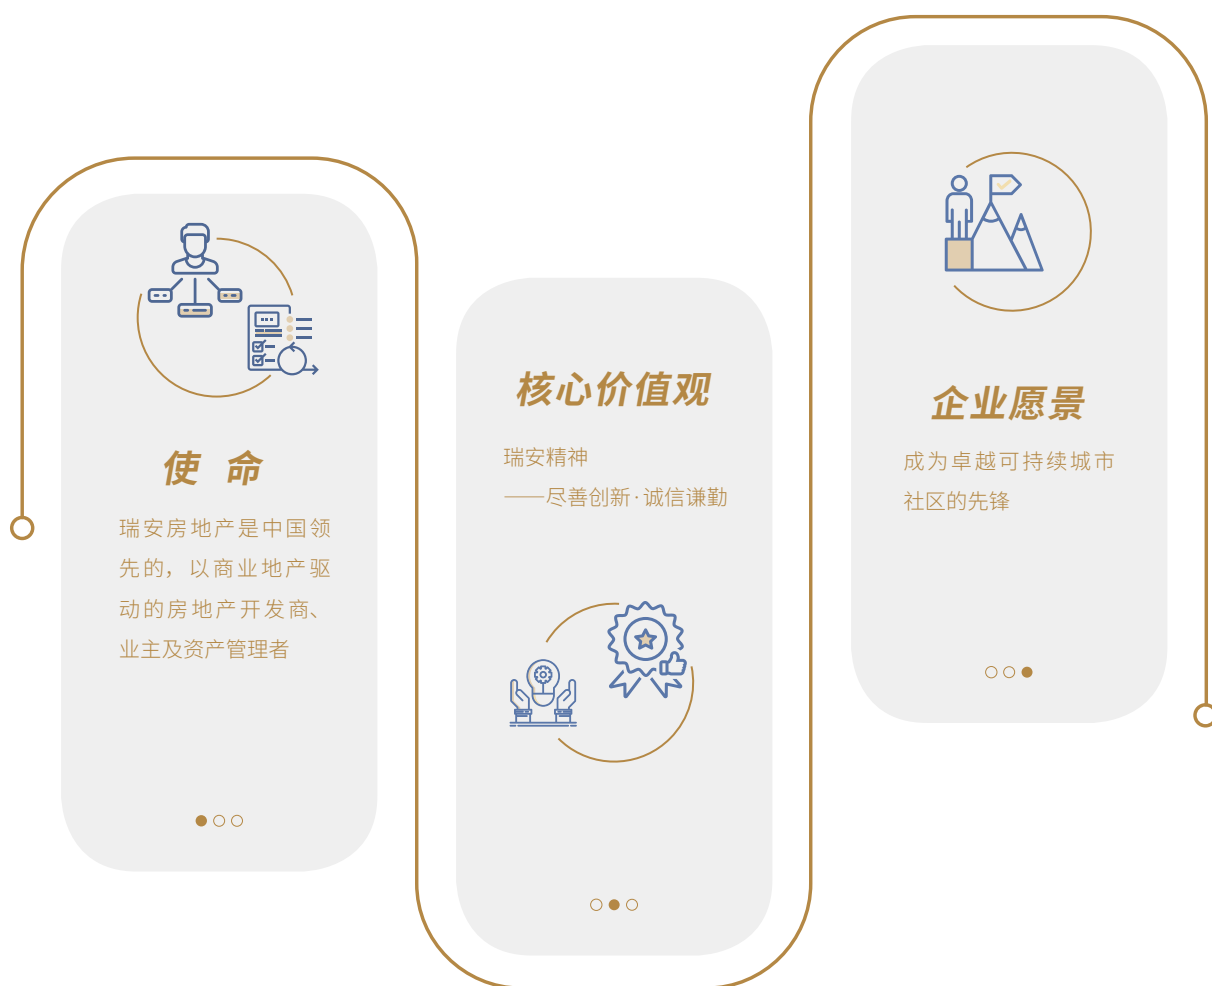 使 命
瑞安房地产是中国领
先的，以商业地产驱
动的房地产开发商、
业主及资产管理者
核心价值观
瑞安精神
——尽善创新·诚信谦勤
企业愿景
成为卓越可持续城市
社区的先锋